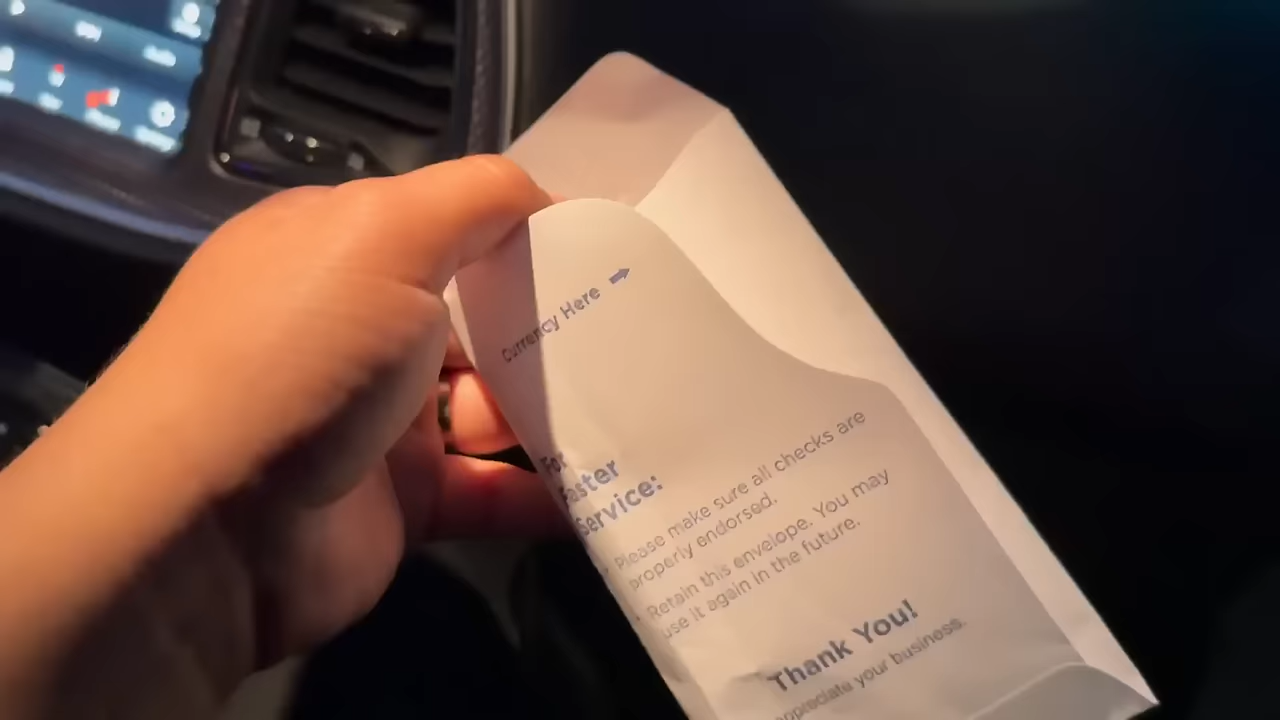 Currency Here
For
Faster
Service:
Please make sure all checks are
properly endorsed.
Retain this envelope. You may
use it again in the future.
Thank You!
appreciate your business.